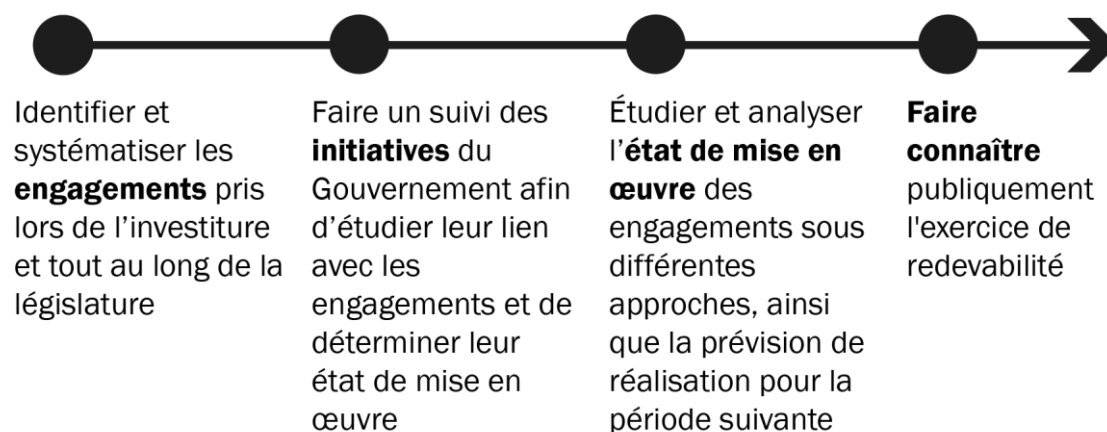 Identifier et
systématiser les
engagements pris
lors de l’investiture
et tout au long de la
législature
Faire un suivi des
initiatives du
Gouvernement afin
d’étudier leur lien
avec les
engagements et de
déterminer leur
état de mise en
œuvre
Étudier et analyser
l’état de mise en
œuvre des
engagements sous
différentes
approches, ainsi
que la prévision de
réalisation pour la
période suivante
Faire
connaître
publiquement
l'exercice de
redevabilité